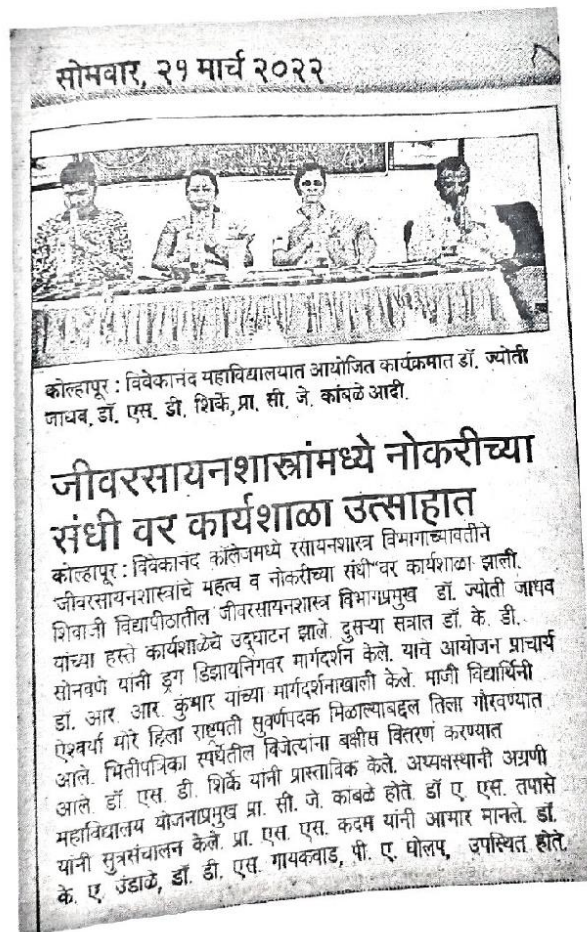 सोमवार, २१ मार्च २०२२
कोल्हापूर : विवेकानंद महाविद्यालयात आयोजित कार्यक्रमात डॉ. ज्योती
जाधव, डॉ. एस. डी. शिर्के, प्रा. सी. जे. कांबळे आदी.
जीवरसायनशास्त्रांमध्ये नोकरीच्या
संधी वर कार्यशाळा उत्साहात
कोल्हापूर : विवेकानंद कॉलेजमध्ये रसायनशास्त्र विभागाच्यावतीने
'जीवरसायनशास्त्रांचे महत्व व नोकरीच्या संधी' वर कार्यशाळा झाली.
शिवाजी विद्यापीठातील जीवरसायनशास्त्र विभागप्रमुख डॉ. ज्योती जाधव
यांच्या हस्ते कार्यशाळेचे उद्घाटन झाले. दुसऱ्या सत्रात डॉ. के. डी.
सोनवणे यांनी ड्रग डिझायनिंगवर मार्गदर्शन केले. याचे आयोजन प्राचार्य
डॉ. आर. आर. कुंभार यांच्या मार्गदर्शनाखाली केले. माजी विद्यार्थिनी
ऐश्वर्या मोरे हिला राष्ट्रपती सुवर्णपदक मिळाल्याबद्दल तिला गौरवण्यात
आले. भितीपत्रिका स्पर्धेतील विजेत्यांना बक्षीस वितरण करण्यात
आले. डॉ. एस. डी. शिर्के यांनी प्रास्ताविक केले. अध्यक्षस्थानी अग्रणी
महाविद्यालय योजनाप्रमुख प्रा. सी. जे. कांबळे होते. डॉ ए. एस. तपासे
यांनी सुत्रसंचालन केले. प्रा. एस. एस. कदम यांनी आभार मानले. डॉ.
के. ए. उंडाळे, डॉ. डी. एस. गायकवाड, पी. ए. धोलप, उपस्थित होते.